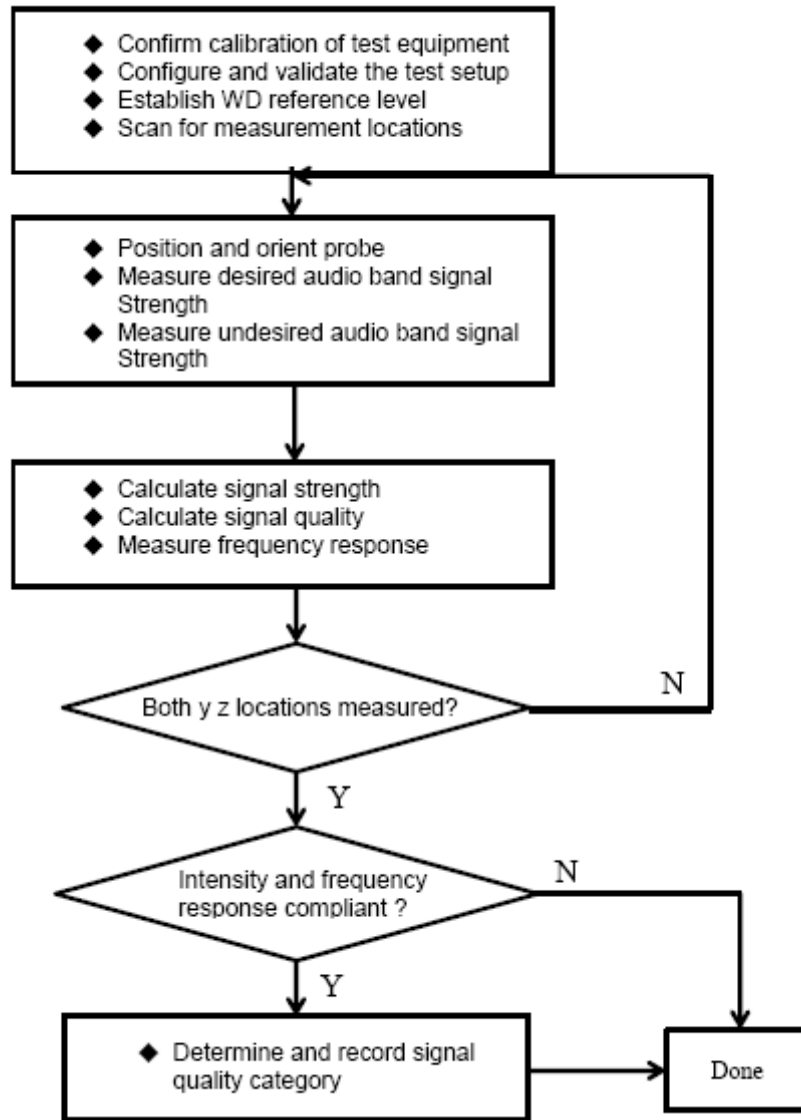 ◆ Confirm calibration of test equipment
◆ Configure and validate the test setup
◆ Establish WD reference level
◆ Scan for measurement locations
◆ Position and orient probe
◆ Measure desired audio band signal
Strength
◆ Measure undesired audio band signal
Strength
◆ Calculate signal strength
◆ Calculate signal quality
◆ Measure frequency response
Both y z locations measured?
N
Y
Intensity and frequency
response compliant ?
N
Y
◆ Determine and record signal
quality category
Done